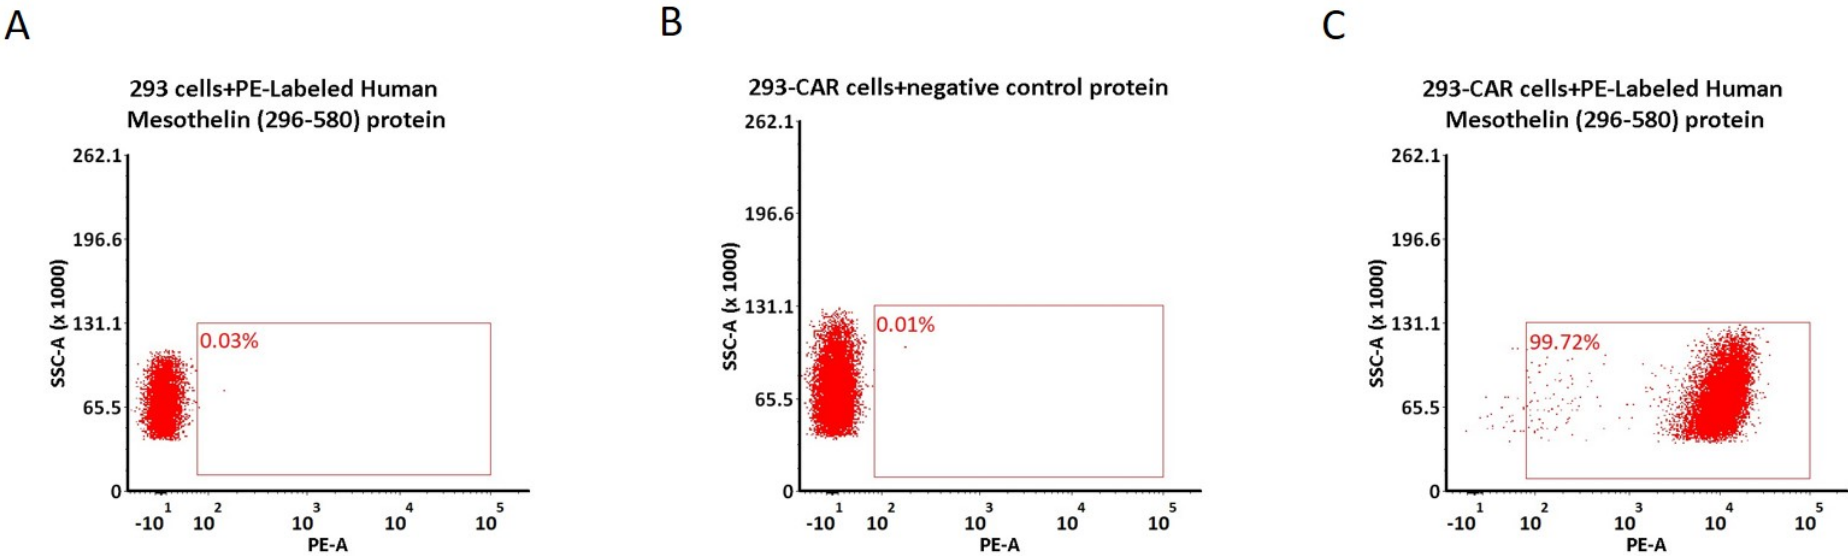 A
293 cells+PE-Labeled Human
Mesothelin (296-580) protein
262.1
196.6
131.1
65.5
0
SSC-A (x 1000)
0.03%
-10 1
10 2
10 3
10 4
10 5
PE-A
B
293-CAR cells+negative control protein
262.1
196.6
131.1
65.5
0
SSC-A (x 1000)
0.01%
-10 1
10 2
10 3
10 4
10 5
PE-A
C
293-CAR cells+PE-Labeled Human
Mesothelin (296-580) protein
262.1
196.6
131.1
65.5
0
SSC-A (x 1000)
99.72%
-10 1
10 2
10 3
10 4
10 5
PE-A